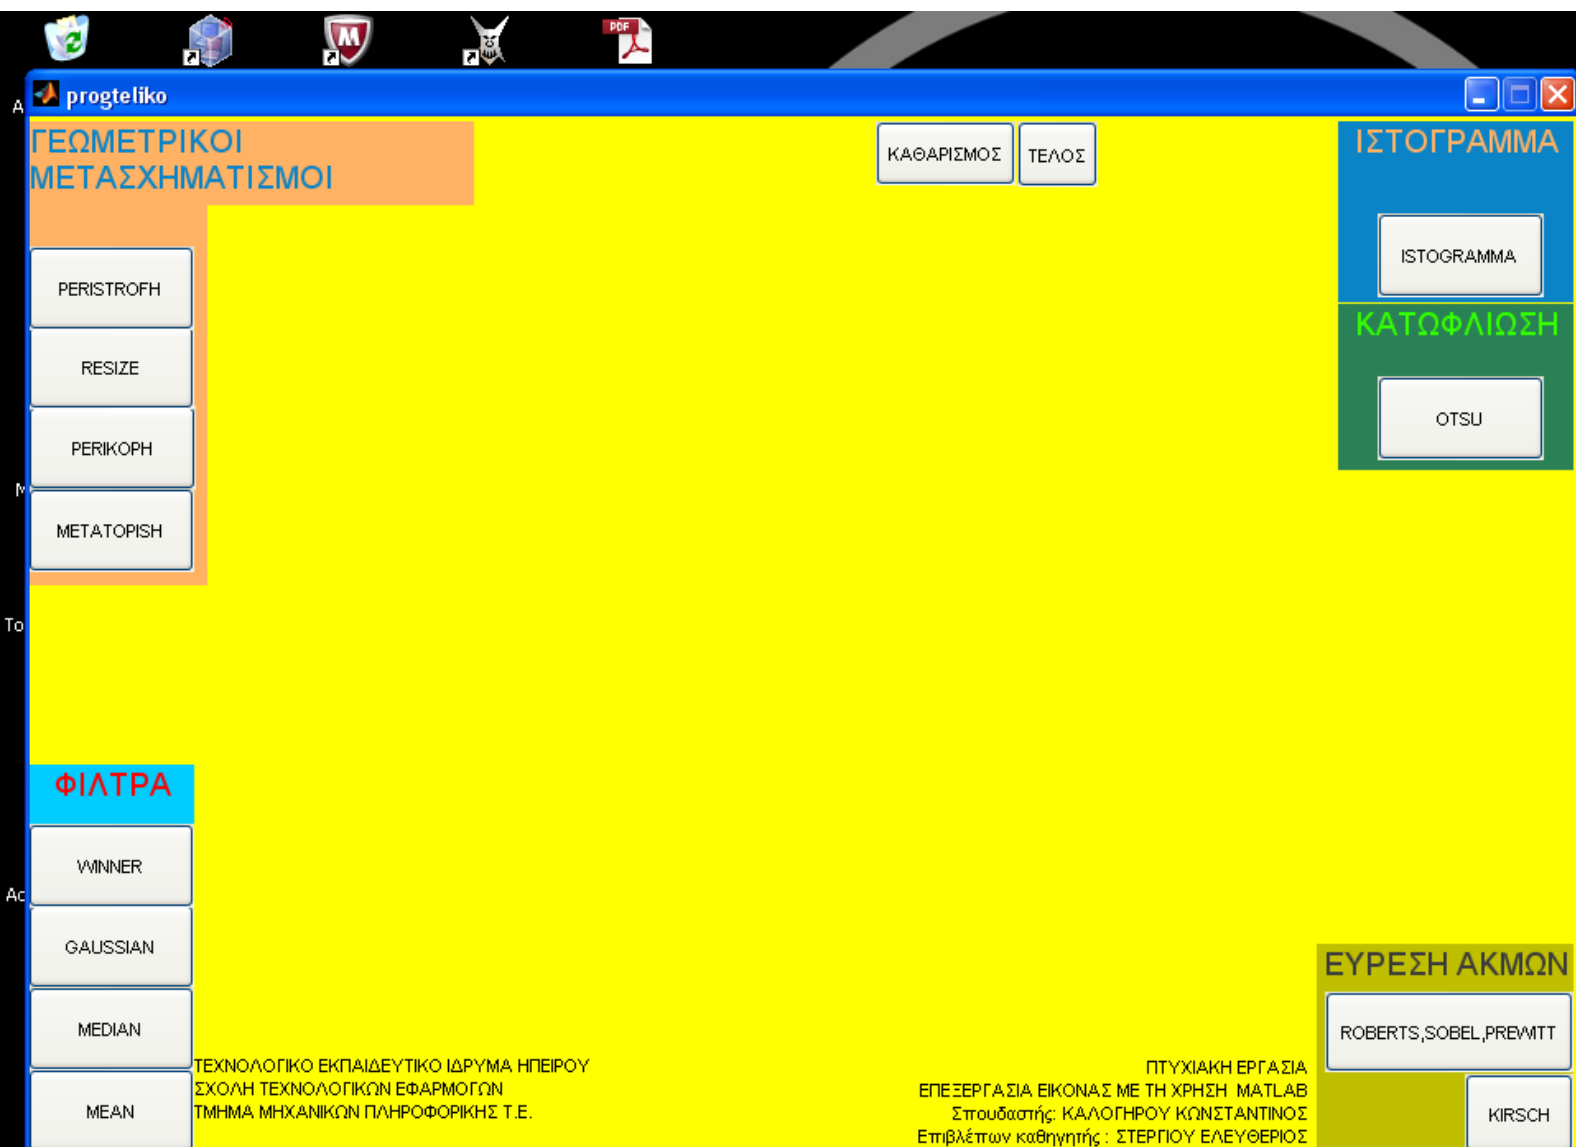 PDF
progteliko
ΓΕΩΜΕΤΡΙΚΟΙ
ΜΕΤΑΣΧΗΜΑΤΙΣΜΟΙ
ΚΑΘΑΡΙΣΜΟΣ
ΤΕΛΟΣ
ΙΣΤΟΓΡΑΜΜΑ
ISTOGRAMMA
ΚΑΤΩΦΛΙΩΣΗ
OTSU
PERISTROFH
RESIZE
PERIKOPH
METATOPISH
To
ΦΙΛΤΡΑ
WINNER
GAUSSIAN
MEDIAN
MEAN
ΤΕΧΝΟΛΟΓΙΚΟ ΕΚΠΑΙΔΕΥΤΙΚΟ ΙΔΡΥΜΑ ΗΠΕΙΡΟΥ
ΣΧΟΛΗ ΤΕΧΝΟΛΟΓΙΚΩΝ ΕΦΑΡΜΟΓΩΝ
ΤΜΗΜΑ ΜΗΧΑΝΙΚΩΝ ΠΛΗΡΟΦΟΡΙΚΗΣ Τ.Ε.
ΠΤΥΧΙΑΚΗ ΕΡΓΑΣΙΑ
ΕΠΕΞΕΡΓΑΣΙΑ ΕΙΚΟΝΑΣ ΜΕ ΤΗ ΧΡΗΣΗ MATLAB
Σπουδαστής: ΚΑΛΟΓΗΡΟΥ ΚΩΝΣΤΑΝΤΙΝΟΣ
Επιβλέπων καθηγητής : ΣΤΕΡΓΙΟΥ ΕΛΕΥΘΕΡΙΟΣ
ΕΥΡΕΣΗ ΑΚΜΩΝ
ROBERTS,SOBEL,PREWITT
KIRSCH